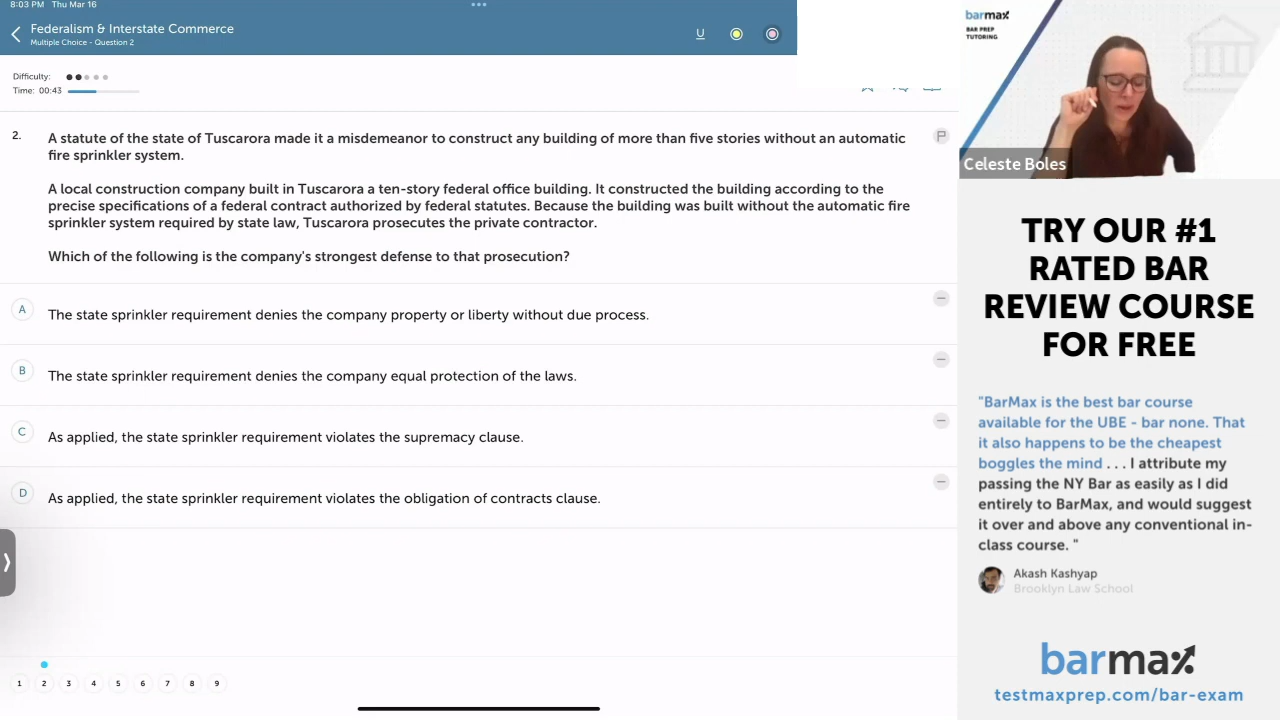 8:03 PM Thu Mar 16
Federalism & Interstate Commerce
Multiple Choice - Question 2
U
Difficulty:
Time: 00:43
2.
A statute of the state of Tuscarora made it a misdemeanor to construct any building of more than five stories without an automatic
fire sprinkler system.
A local construction company built in Tuscarora a ten-story federal office building. It constructed the building according to the
precise specifications of a federal contract authorized by federal statutes. Because the building was built without the automatic fire
sprinkler system required by state law, Tuscarora prosecutes the private contractor.
Which of the following is the company's strongest defense to that prosecution?
A The state sprinkler requirement denies the company property or liberty without due process.
B The state sprinkler requirement denies the company equal protection of the laws.
C As applied, the state sprinkler requirement violates the supremacy clause.
D As applied, the state sprinkler requirement violates the obligation of contracts clause.
1 2 3 4 5 6 7 8 9
barmax
BAR PREP
TUTORING
Celeste Boles
TRY OUR #1
RATED BAR
REVIEW COURSE
FOR FREE
"BarMax is the best bar course
available for the UBE - bar none. That
it also happens to be the cheapest
boggles the mind . . . I attribute my
passing the NY Bar as easily as I did
entirely to BarMax, and would suggest
it over and above any conventional in-
class course. "
Akash Kashyap
Brooklyn Law School
barmax
testmaxprep.com/bar-exam